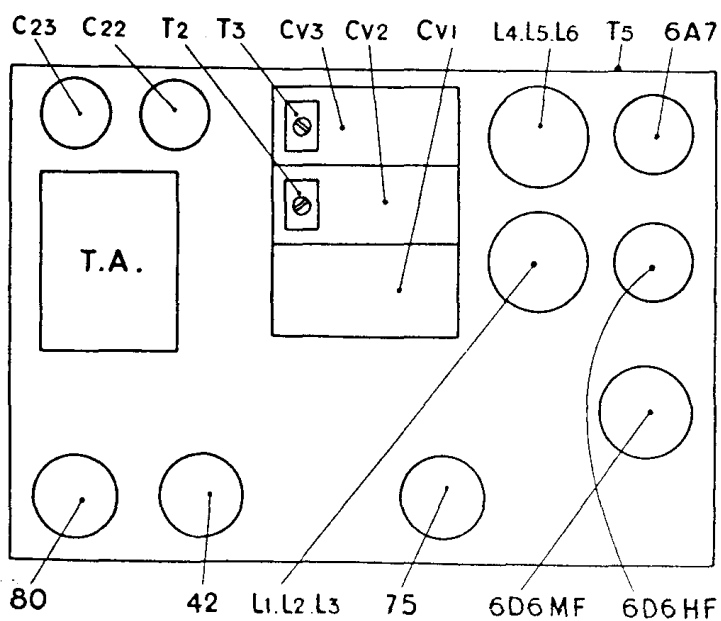 C23 C22 T2 T3 CV3 CV2 CV1 L4.L5.L6 T5 6A7
T.A.
80 42 L1.L2.L3 75 6D6MF 6D6HF